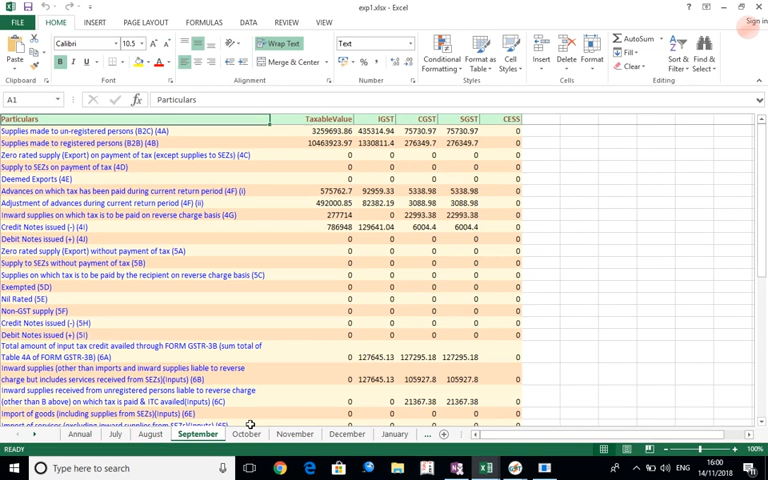 exp1.xlsx - Excel
FILE HOME INSERT PAGE LAYOUT FORMULAS DATA REVIEW VIEW Sign in
Calibri 10.5 Wrap Text Text
B I U Merge & Center % Conditional Formatting Format as Table Cell Styles Insert Delete Format AutoSum Fill Clear Sort & Filter Find & Select
Clipboard Font Alignment Number Styles Cells Editing
A1 fx Particulars
Particulars TaxableValue IGST CGST SGST CESS
Supplies made to un-registered persons (B2C) (4A) 3259693.86 435314.94 75730.97 75730.97 0
Supplies made to registered persons (B2B) (4B) 10463923.97 1330811.4 276349.7 276349.7 0
Zero rated supply (Export) on payment of tax (except supplies to SEZs) (4C) 0 0 0 0 0
Supply to SEZs on payment of tax (4D) 0 0 0 0 0
Deemed Exports (4E) 0 0 0 0 0
Advances on which tax has been paid during current return period (4F) (i) 575762.7 92959.33 5338.98 5338.98 0
Adjustment of advances during current return period (4F) (ii) 492000.85 82382.19 3088.98 3088.98 0
Inward supplies on which tax is to be paid on reverse charge basis (4G) 277714 0 22993.38 22993.38 0
Credit Notes issued (-) (4I) 786948 129641.04 6004.4 6004.4 0
Debit Notes issued (+) (4J) 0 0 0 0 0
Zero rated supply (Export) without payment of tax (5A) 0 0 0 0 0
Supply to SEZs without payment of tax (5B) 0 0 0 0 0
Supplies on which tax is to be paid by the recipient on reverse charge basis (5C) 0 0 0 0 0
Exempted (5D) 0 0 0 0 0
Nil Rated (5E) 0 0 0 0 0
Non-GST supply (5F) 0 0 0 0 0
Credit Notes issued (-) (5H) 0 0 0 0 0
Debit Notes issued (+) (5I) 0 0 0 0 0
Total amount of input tax credit availed through FORM GSTR-3B (sum total of
Table 4A of FORM GSTR-3B) (6A) 0 127645.13 127295.18 127295.18 0
Inward supplies (other than imports and inward supplies liable to reverse
charge but includes services received from SEZs)(Inputs) (6B) 0 127645.13 105927.8 105927.8 0
Inward supplies received from unregistered persons liable to reverse charge
(other than B above) on which tax is paid & ITC availed(Inputs) (6C) 0 0 21367.38 21367.38 0
Import of goods (including supplies from SEZs)(Inputs) (6E) 0 0 0 0 0
Import of services (excluding inward supplies from SEZs) (6F) 0 0 0 0 0
Annual July August September October November December January ...
READY 100%
Type here to search ENG 16:00
14/11/2018